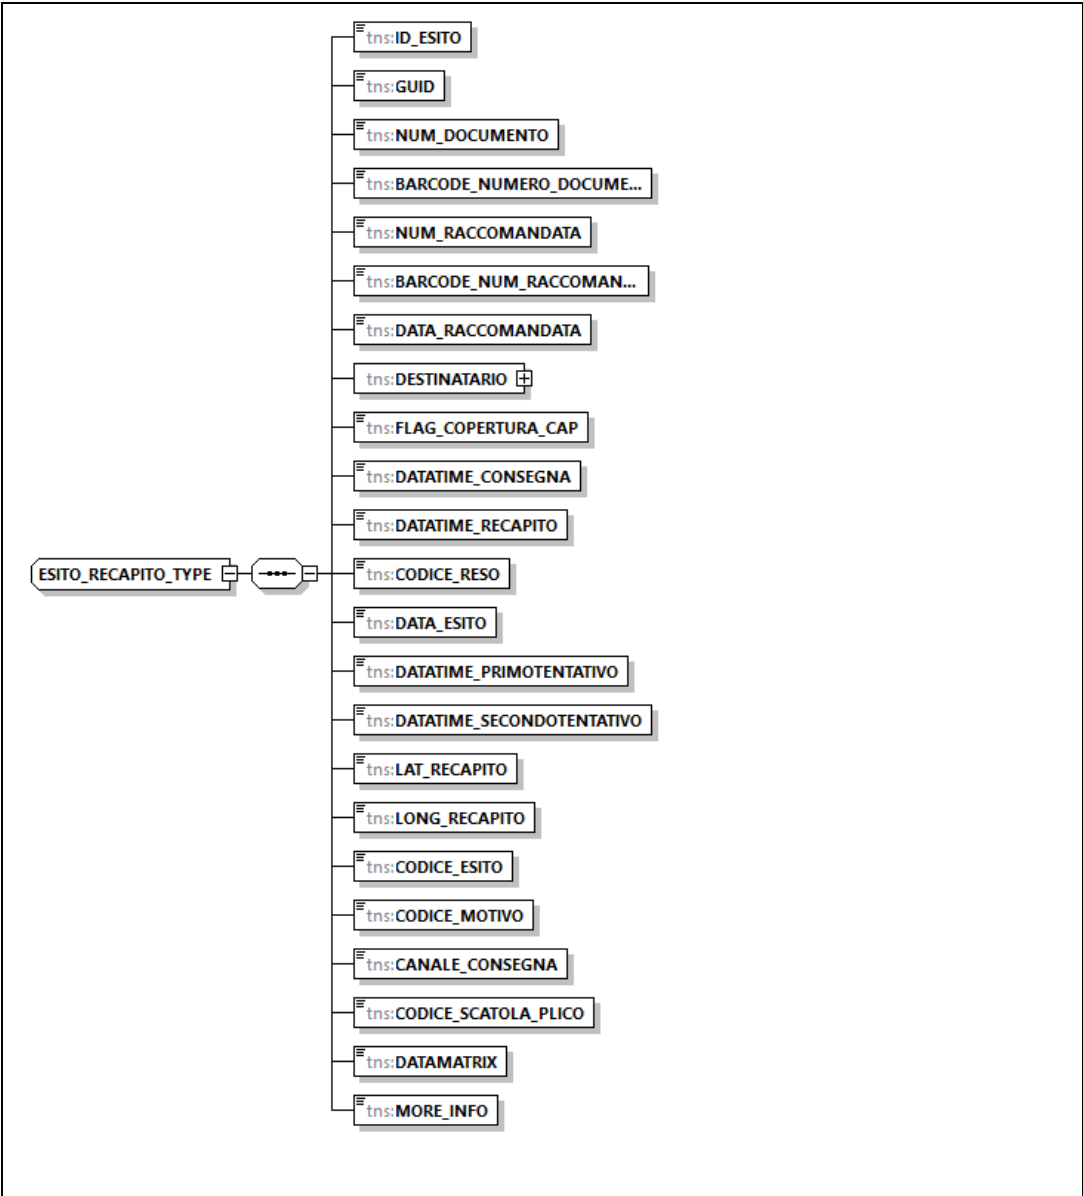 tns:ID_ESITO
tns:GUID
tns:NUM_DOCUMENTO
tns:BARCODE_NUMERO_DOCUME...
tns:NUM_RACCOMANDATA
tns:BARCODE_NUM_RACCOMAN...
tns:DATA_RACCOMANDATA
tns:DESTINATARIO
tns:FLAG_COPERTURA_CAP
tns:DATATIME_CONSEGNA
tns:DATATIME_RECAPITO
ESITO_RECAPITO_TYPE
tns:CODICE_RESO
tns:DATA_ESITO
tns:DATATIME_PRIMOTENTATIVO
tns:DATATIME_SECONDOTENTATIVO
tns:LAT_RECAPITO
tns:LONG_RECAPITO
tns:CODICE_ESITO
tns:CODICE_MOTIVO
tns:CANALE_CONSEGNA
tns:CODICE_SCATOLA_PLICO
tns:DATAMATRIX
tns:MORE_INFO